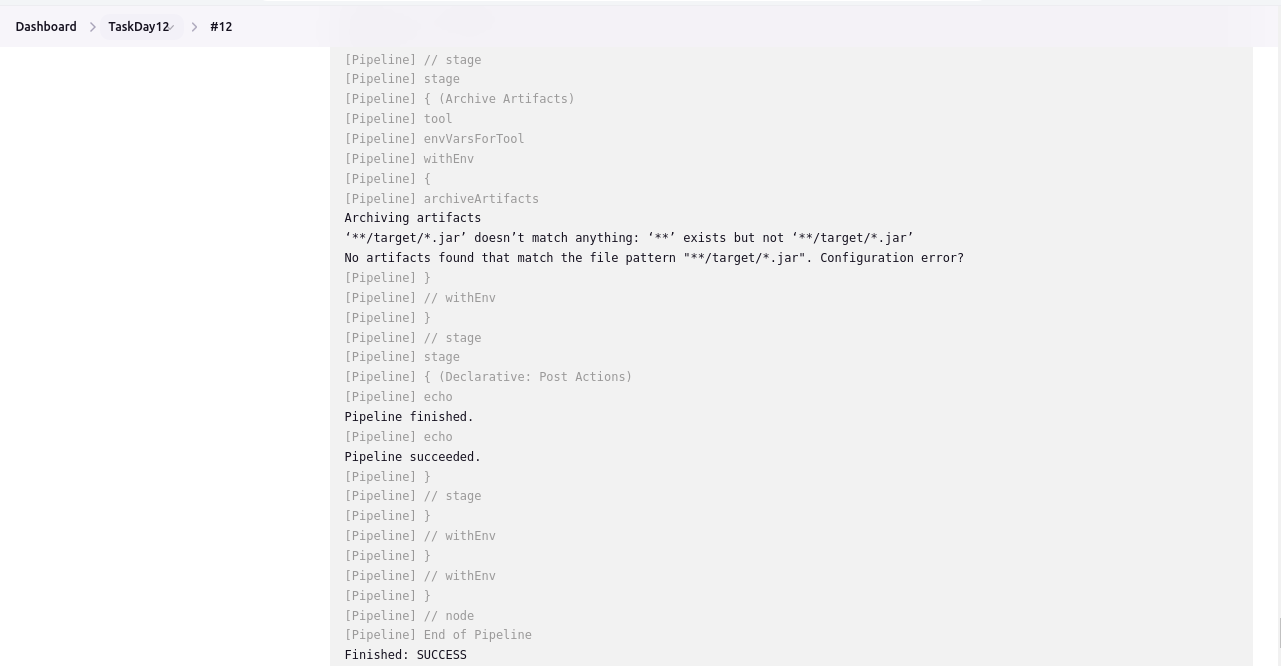 Dashboard > TaskDay12 > #12
[Pipeline] // stage
[Pipeline] stage
[Pipeline] { (Archive Artifacts)
[Pipeline] tool
[Pipeline] envVarsForTool
[Pipeline] withEnv
[Pipeline] {
[Pipeline] archiveArtifacts
Archiving artifacts
‘**/target/*.jar’ doesn’t match anything: ‘**’ exists but not ‘**/target/*.jar’
No artifacts found that match the file pattern "**/target/*.jar". Configuration error?
[Pipeline] }
[Pipeline] // withEnv
[Pipeline] }
[Pipeline] // stage
[Pipeline] stage
[Pipeline] { (Declarative: Post Actions)
[Pipeline] echo
Pipeline finished.
[Pipeline] echo
Pipeline succeeded.
[Pipeline] }
[Pipeline] // stage
[Pipeline] }
[Pipeline] // withEnv
[Pipeline] }
[Pipeline] // withEnv
[Pipeline] }
[Pipeline] // node
[Pipeline] End of Pipeline
Finished: SUCCESS